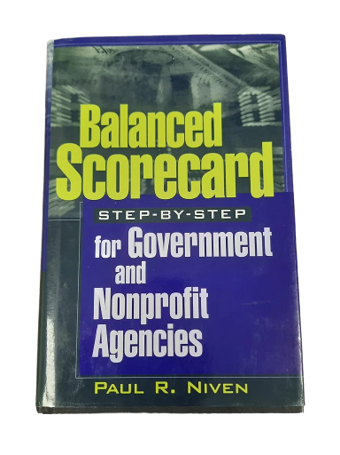 Balanced
Scorecard
STEP-BY-STEP
for Government
and
Nonprofit
Agencies
PAUL R. NIVEN